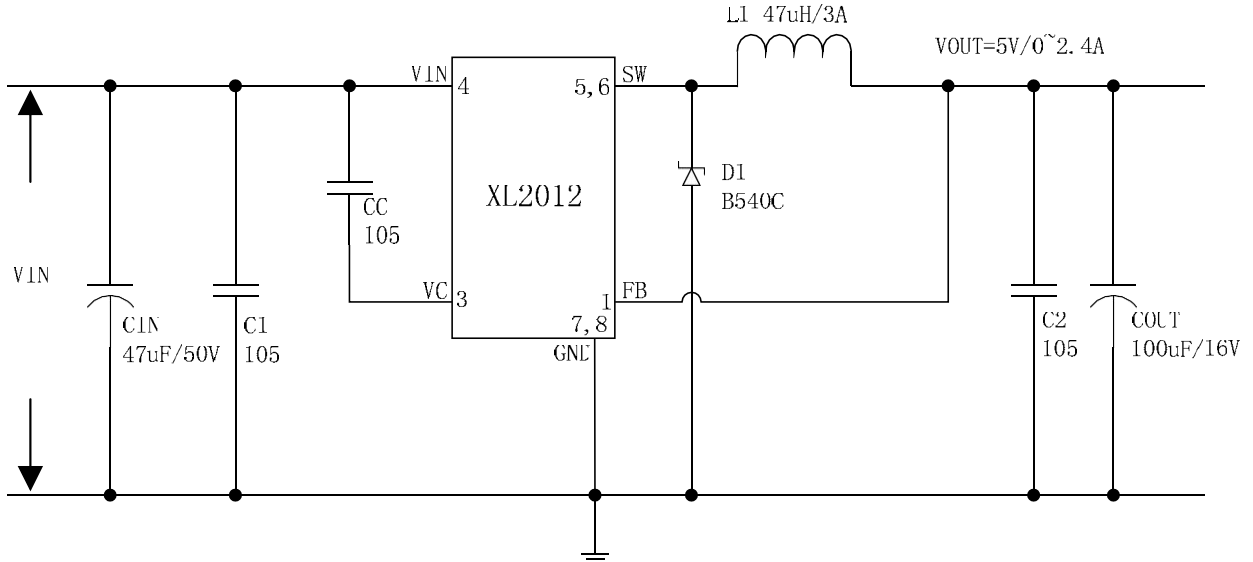 L1 47uH/3A
VOUT=5V/0~2.4A
VIN
SW
4
5,6
D1
B540C
XL2012
CC
105
VIN
VC
3
1
FB
7,8
GND
CIN
47uF/50V
C1
105
C2
105
COUT
100uF/16V